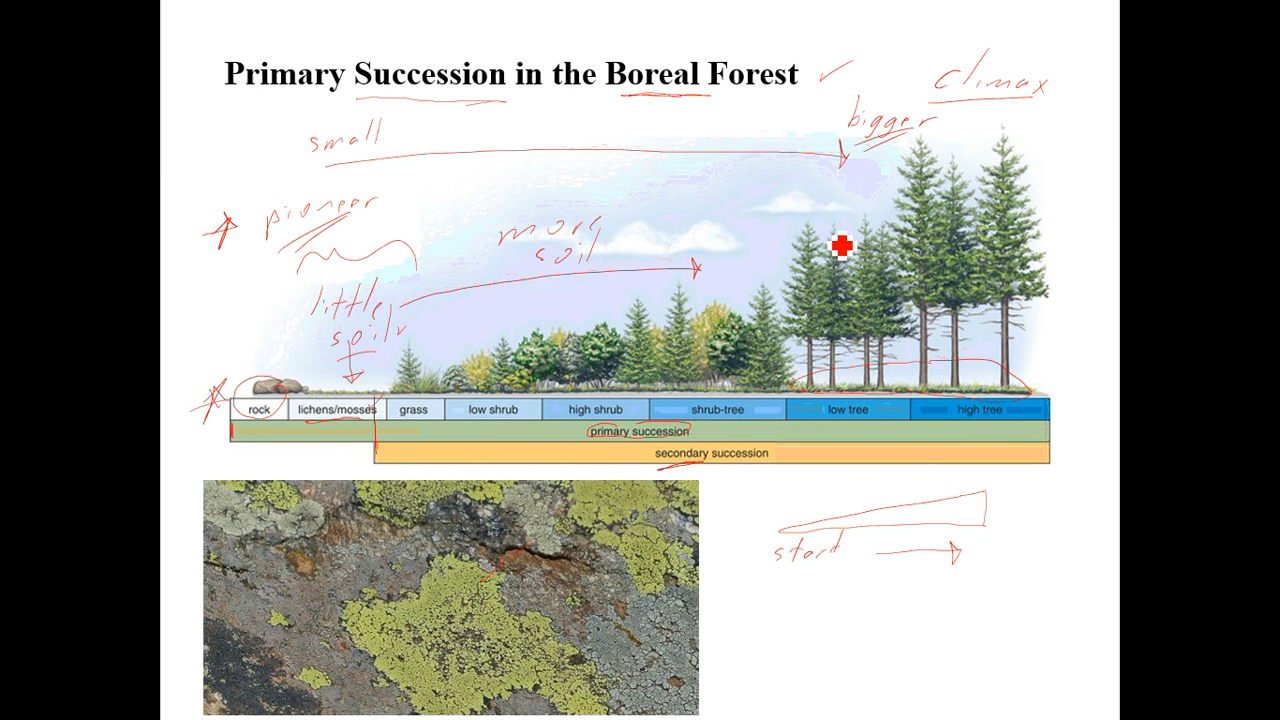 Primary Succession in the Boreal Forest
climax
bigger
small
pioneer
more
soil
little
soil
rock lichens/mosses grass low shrub high shrub shrub-tree low tree high tree
primary succession
secondary succession
start